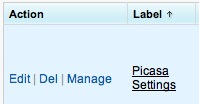 Action Label ↑
Edit | Del | Manage Picasa
Settings